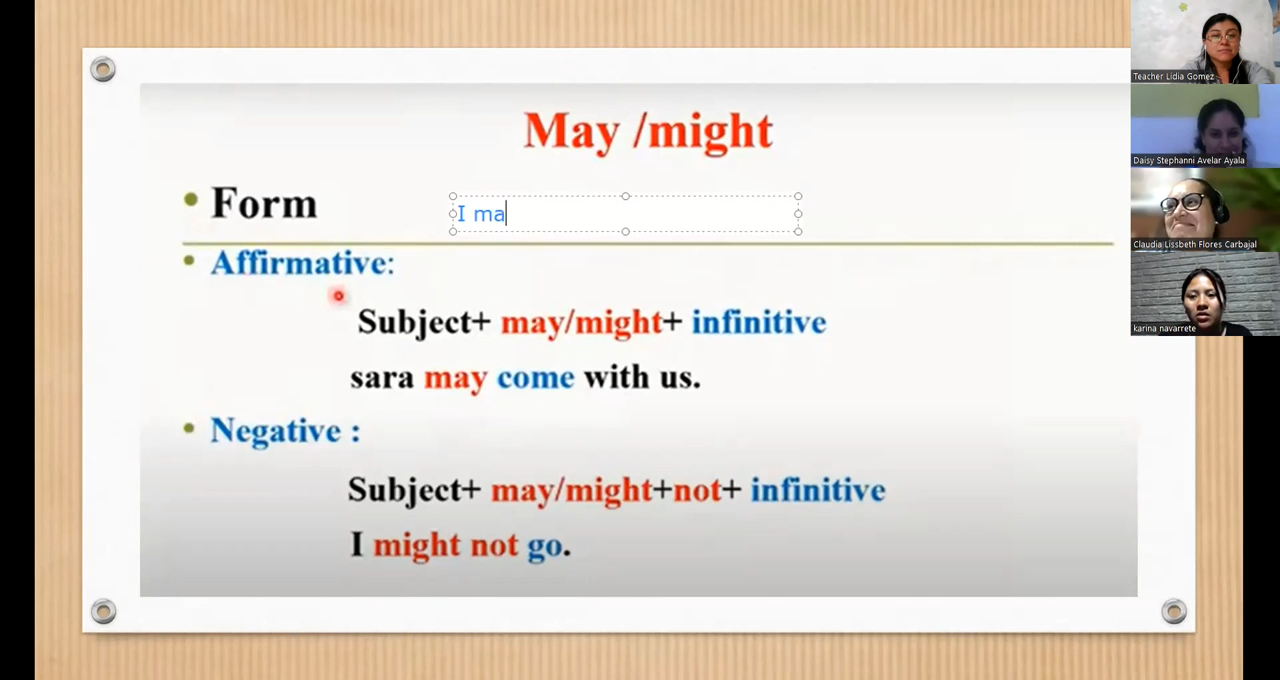 May /might
Form
I ma
Affirmative:
Subject+ may/might+ infinitive
sara may come with us.
Negative :
Subject+ may/might+not+ infinitive
I might not go.
Teacher Lidia Gomez
Daisy Stephanni Avelar Ayala
Claudia Lissbeth Flores Carbajal
karina navarrete